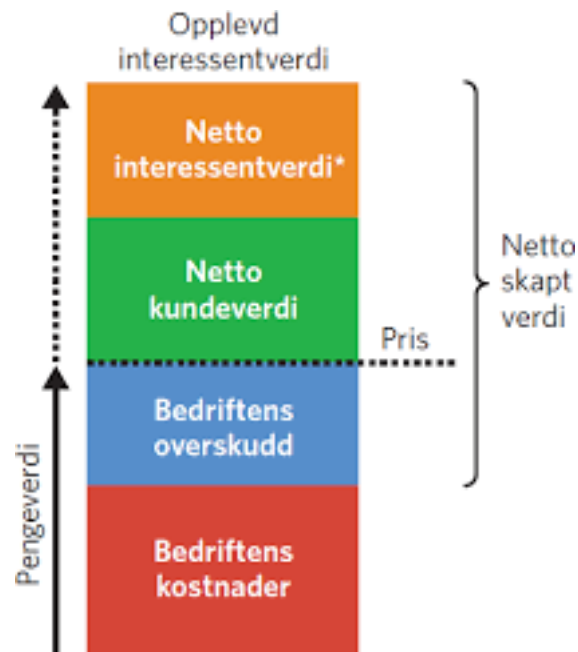 Opplevd
interessentverdi
Netto
interessentverdi*
Netto
kundeverdi
Netto
skapt
verdi
Pris
Bedriftens
overskudd
Pengeverdi
Bedriftens
kostnader